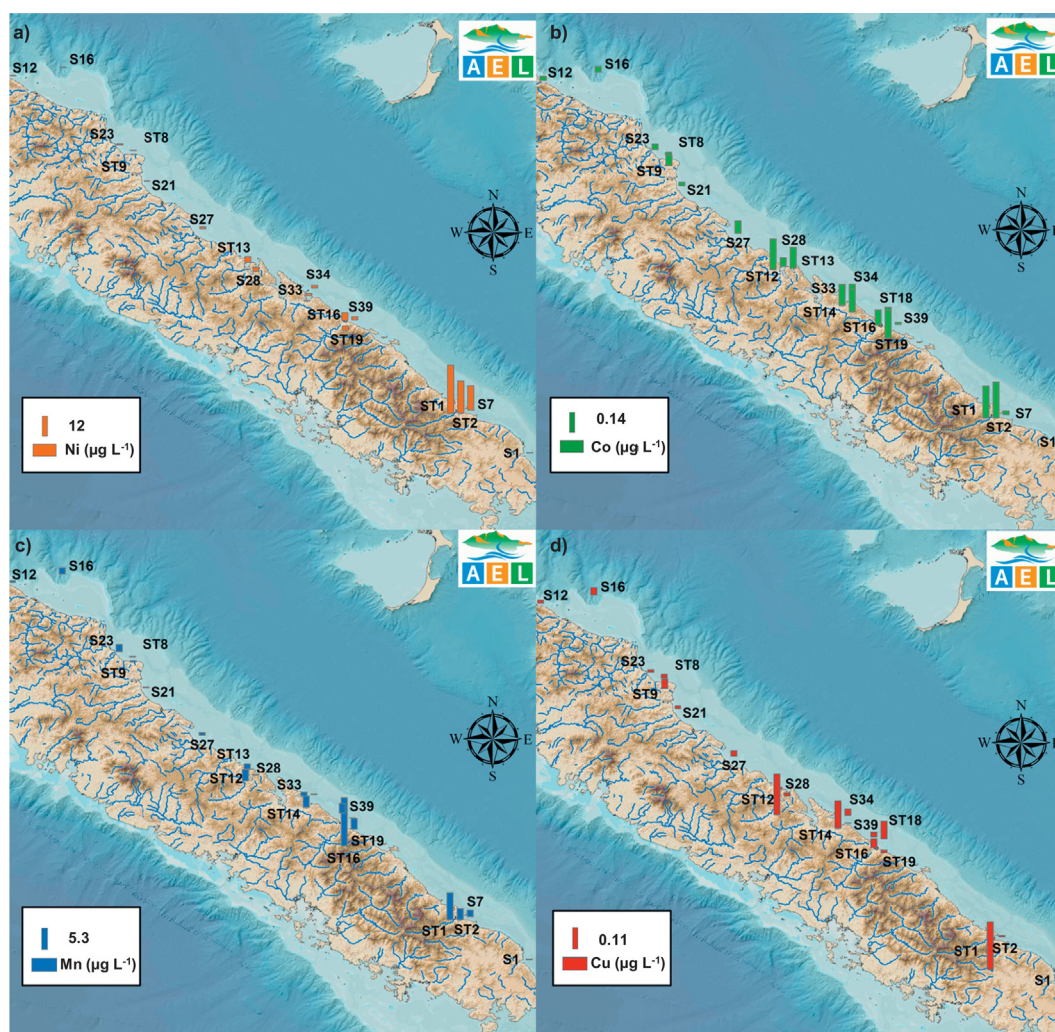 a)
A E L
S12
S16
S23
ST8
ST9
S21
S27
ST13
S28
S34
S33
S39
ST16
ST19
ST1
S7
ST2
S1
N
W E
S
12
Ni (µg L-1)
b)
A E L
S12
S16
S23
ST8
ST9
S21
S27
S28
ST12
ST13
S34
S33
ST18
ST14
ST16
S39
ST19
ST1
S7
ST2
S1
N
W E
S
0.14
Co (µg L-1)
c)
A E L
S12
S16
S23
ST8
ST9
S21
S27
ST13
S28
ST12
S33
S39
ST14
ST19
ST16
S7
ST1
ST2
S1
N
W E
S
5.3
Mn (µg L-1)
d)
A E L
S12
S16
S23
ST8
ST9
S21
S27
S28
ST12
S34
ST18
ST14
S39
ST16
ST19
ST1
ST2
S1
N
W E
S
0.11
Cu (µg L-1)